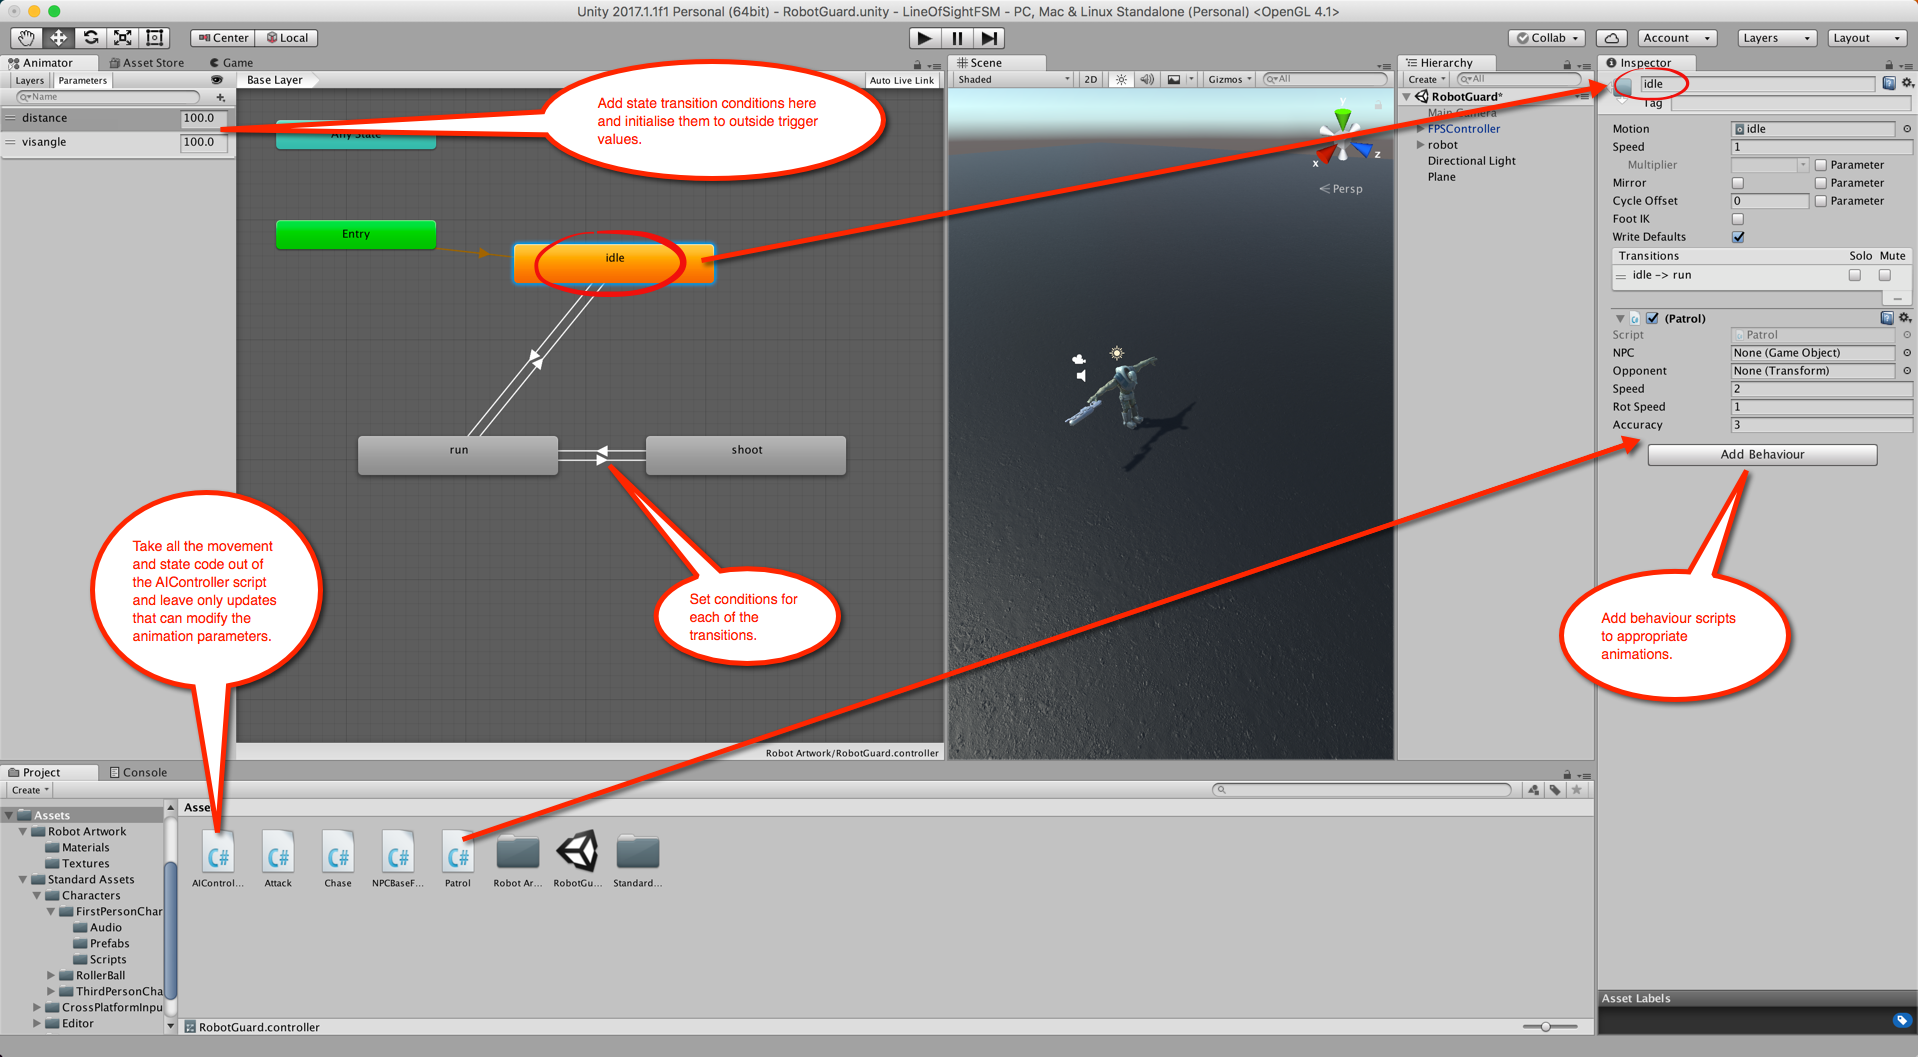 Unity 2017.1.1f1 Personal (64bit) - RobotGuard.unity - LineOfSightFSM - PC, Mac & Linux Standalone (Personal) <OpenGL 4.1>
Center
Local
Collab
Account
Layers
Layout
Animator
Asset Store
Game
Layers
Parameters
Name
distance
100.0
visangle
100.0
Base Layer
Auto Live Link
Any State
Entry
idle
run
shoot
Robot Artwork/RobotGuard.controller
Add state transition conditions here
and initialise them to outside trigger
values.
Set conditions for
each of the
transitions.
Take all the movement
and state code out of
the AIController script
and leave only updates
that can modify the
animation parameters.
Scene
Shaded
2D
Gizmos
All
y
x
z
Persp
Hierarchy
Create
All
RobotGuard*
Main Camera
FPSController
robot
Directional Light
Plane
Inspector
idle
Tag
Motion
idle
Speed
1
Multiplier
Parameter
Mirror
Parameter
Cycle Offset
0
Parameter
Foot IK
Write Defaults
Transitions
Solo
Mute
idle -> run
(Patrol)
Script
Patrol
NPC
None (Game Object)
Opponent
None (Transform)
Speed
2
Rot Speed
1
Accuracy
3
Add Behaviour
Add behaviour scripts
to appropriate
animations.
Project
Console
Create
Assets
Robot Artwork
Materials
Textures
Standard Assets
Characters
FirstPersonChar
Audio
Prefabs
Scripts
RollerBall
ThirdPersonCha
CrossPlatformInpu
Editor
Asse
C#
C#
C#
C#
C#
AIControl...
Attack
Chase
NPCBaseF...
Patrol
Robot Ar...
RobotGu...
Standard...
RobotGuard.controller
Asset Labels